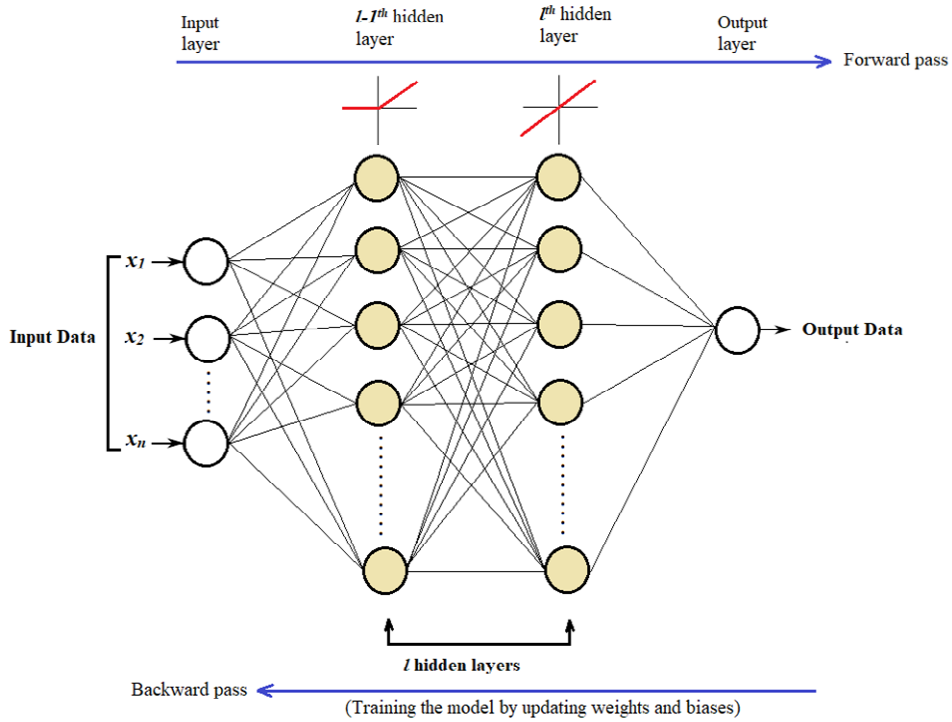 Input
layer
l-1th hidden
layer
lth hidden
layer
Output
layer
Forward pass
x1
x2
xn
Input Data
Output Data
l hidden layers
Backward pass
(Training the model by updating weights and biases)